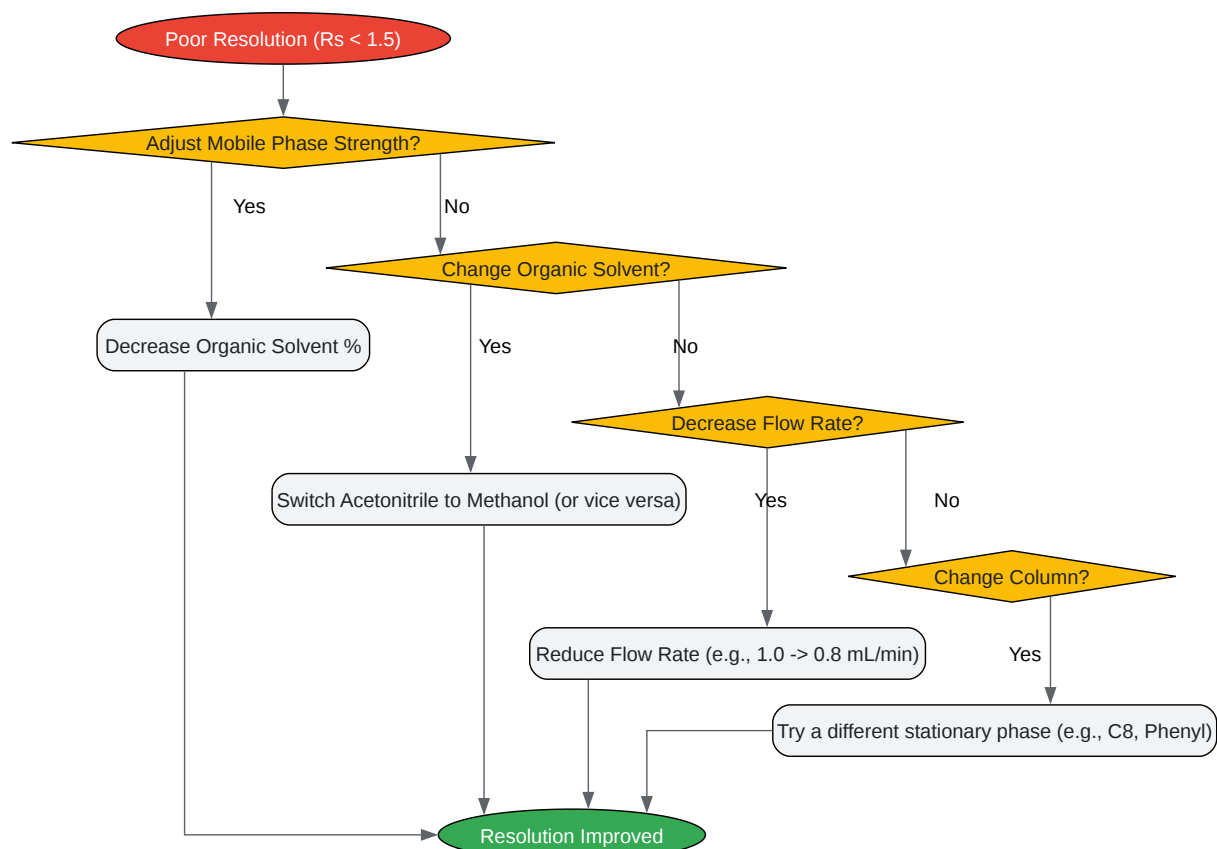 Poor Resolution (Rs < 1.5)
Adjust Mobile Phase Strength?
Yes
No
Change Organic Solvent?
Decrease Organic Solvent %
Yes
No
Decrease Flow Rate?
Switch Acetonitrile to Methanol (or vice versa)
Yes
No
Change Column?
Reduce Flow Rate (e.g., 1.0 -> 0.8 mL/min)
Yes
Try a different stationary phase (e.g., C8, Phenyl)
Resolution Improved